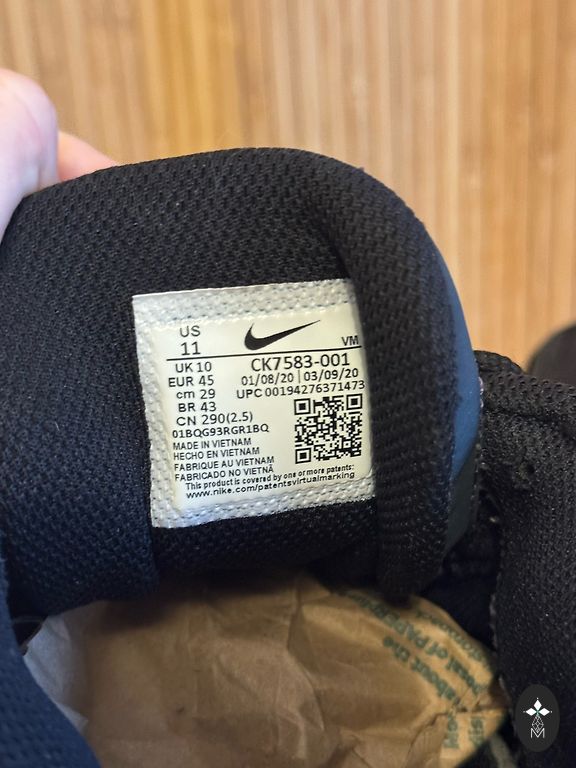 US
11
VM
UK 10
CK7583-001
EUR 45
01/08/20 | 03/09/20
cm 29
UPC 00194276371473
BR 43
CN 290(2.5)
01BQG93RGR1BQ
MADE IN VIETNAM
HECHO EN VIETNAM
FABRIQUE AU VIETNAM
FABRICADO NO VIETNÃ
This product is covered by one or more patents:
www.nike.com/patentsvirtualmarking
about the
M